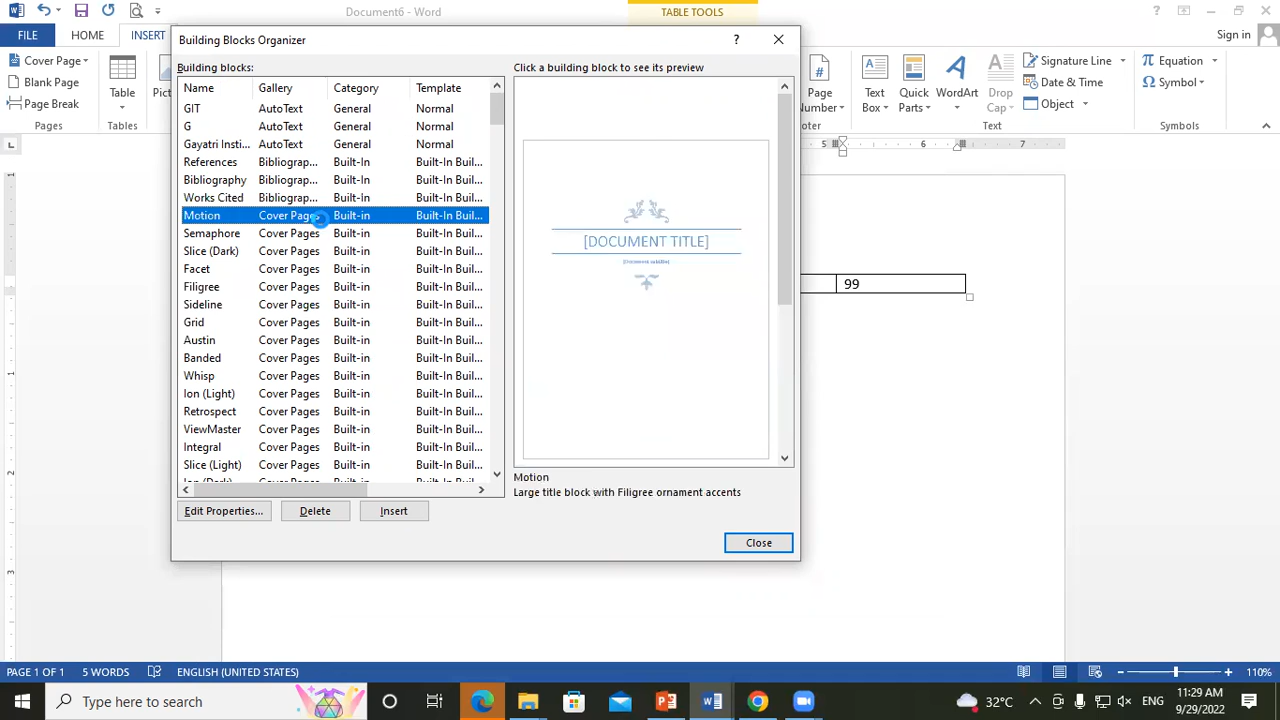 Document6 - Word
TABLE TOOLS
FILE
HOME
INSERT
Sign in
Cover Page
Blank Page
Page Break
Pages
Table
Tables
Pict
Page
Number
oter
Text
Box
Quick
Parts
WordArt
Drop
Cap
Signature Line
Date & Time
Object
Text
Equation
Symbol
Symbols
Building Blocks Organizer
Building blocks:
Click a building block to see its preview
Name Gallery Category Template
GIT AutoText General Normal
G AutoText General Normal
Gayatri Insti... AutoText General Normal
References Bibliograp... Built-In Built-In Buil...
Bibliography Bibliograp... Built-In Built-In Buil...
Works Cited Bibliograp... Built-In Built-In Buil...
Motion Cover Pages Built-in Built-In Buil...
Semaphore Cover Pages Built-in Built-In Buil...
Slice (Dark) Cover Pages Built-in Built-In Buil...
Facet Cover Pages Built-in Built-In Buil...
Filigree Cover Pages Built-in Built-In Buil...
Sideline Cover Pages Built-in Built-In Buil...
Grid Cover Pages Built-in Built-In Buil...
Austin Cover Pages Built-in Built-In Buil...
Banded Cover Pages Built-in Built-In Buil...
Whisp Cover Pages Built-in Built-In Buil...
Ion (Light) Cover Pages Built-in Built-In Buil...
Retrospect Cover Pages Built-in Built-In Buil...
ViewMaster Cover Pages Built-in Built-In Buil...
Integral Cover Pages Built-in Built-In Buil...
Slice (Light) Cover Pages Built-in Built-In Buil...
[DOCUMENT TITLE]
[Document subtitle]
Motion
Large title block with Filigree ornament accents
Edit Properties...
Delete
Insert
Close
5 6 7
1
1
2
3
99
PAGE 1 OF 1
5 WORDS
ENGLISH (UNITED STATES)
110%
Type here to search
32°C
ENG
11:29 AM
9/29/2022